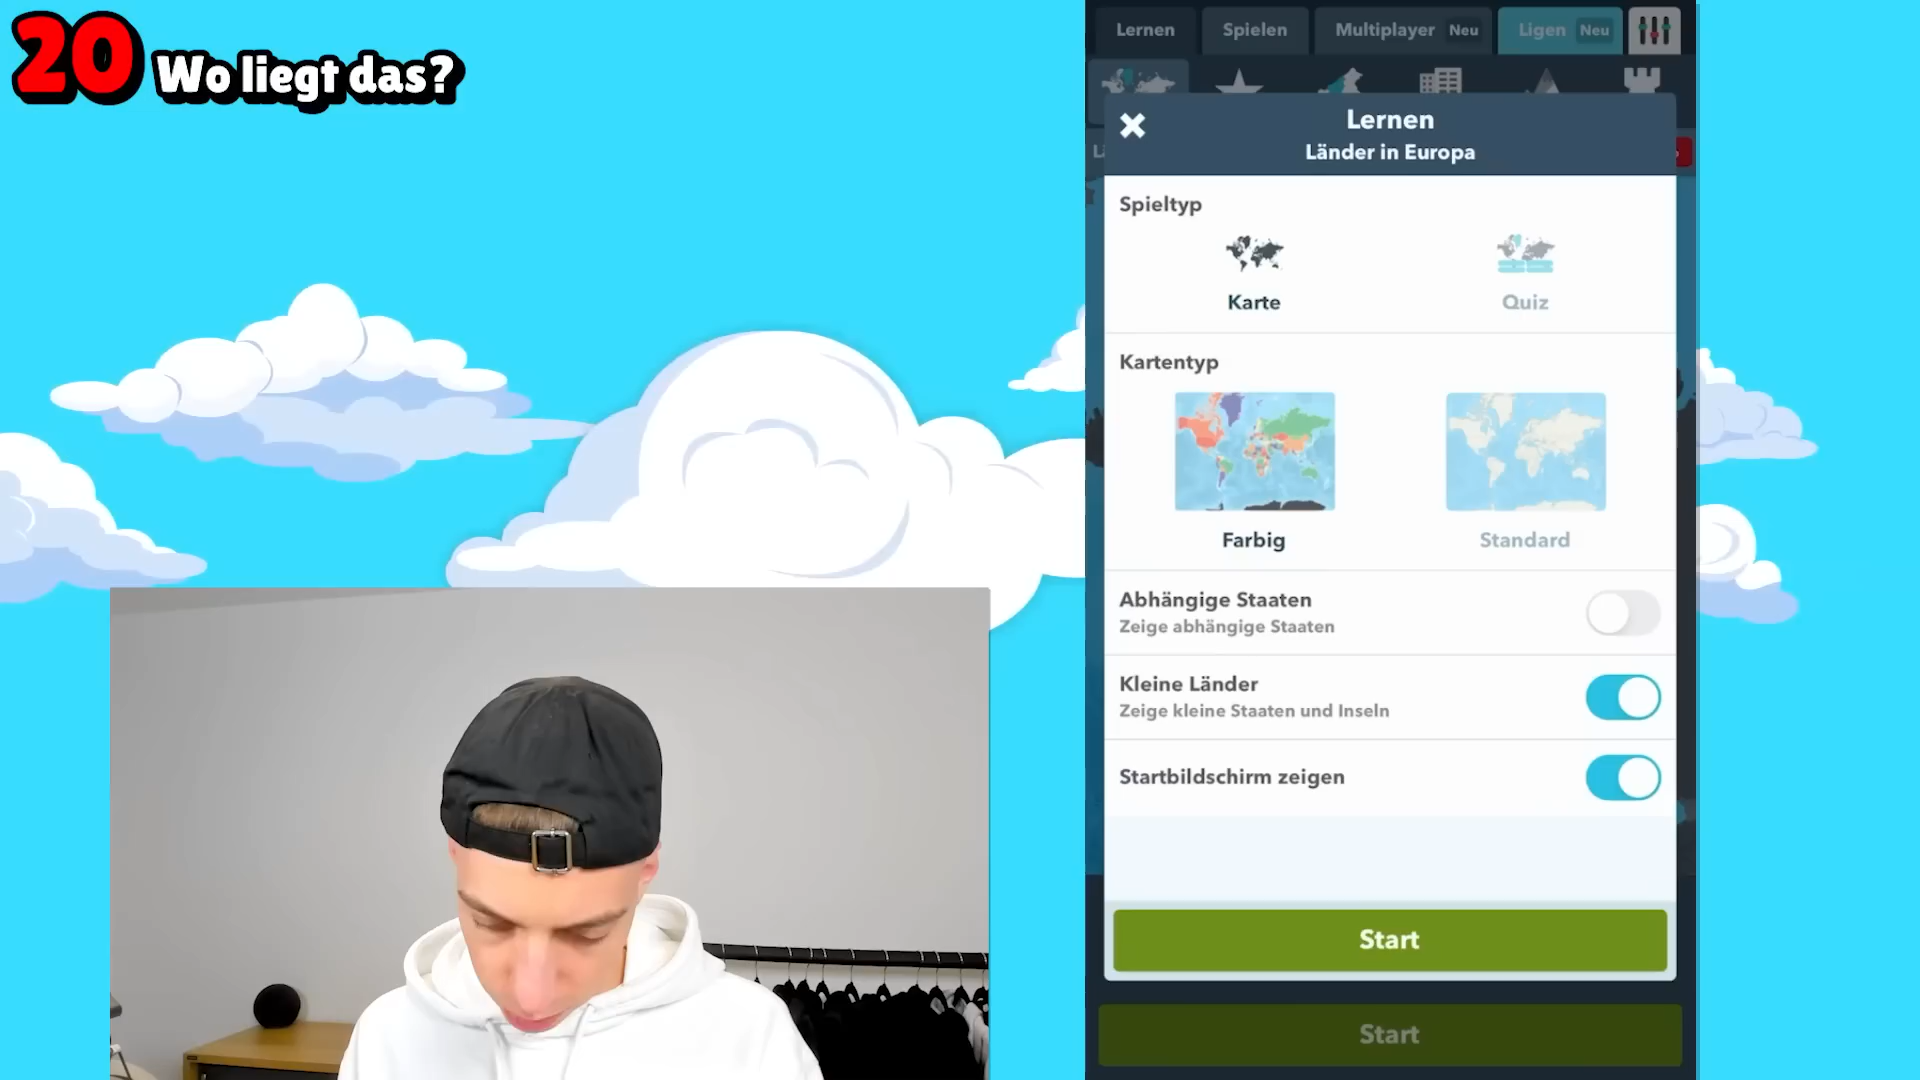 20 Wo liegt das?
Lernen Spielen Multiplayer Neu Ligen Neu
Lernen
Länder in Europa
Spieltyp
Karte Quiz
Kartentyp
Farbig Standard
Abhängige Staaten
Zeige abhängige Staaten
Kleine Länder
Zeige kleine Staaten und Inseln
Startbildschirm zeigen
Start
Start